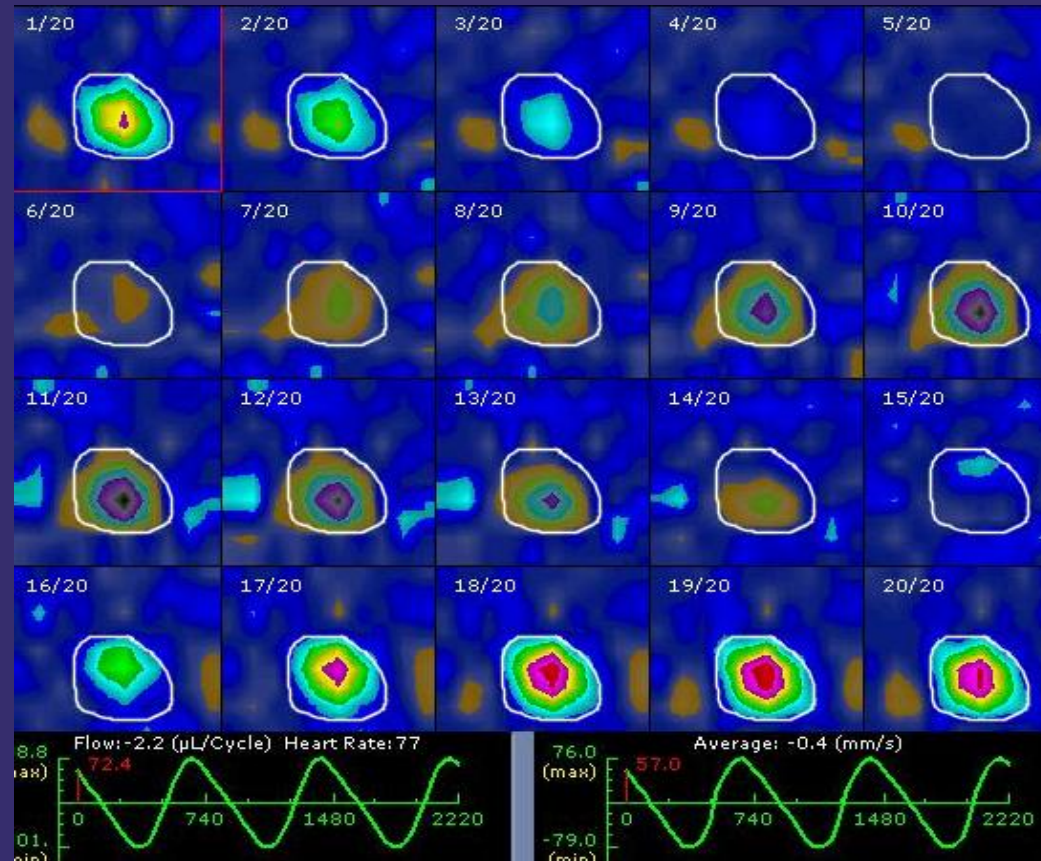 1/20 2/20 3/20 4/20 5/20
6/20 7/20 8/20 9/20 10/20
11/20 12/20 13/20 14/20 15/20
16/20 17/20 18/20 19/20 20/20
Flow:-2.2 (µL/Cycle) Heart Rate:77
8.8
72.4
0 740 1480 2220
01.
Average: -0.4 (mm/s)
76.0
(max)
57.0
0 740 1480 2220
-79.0